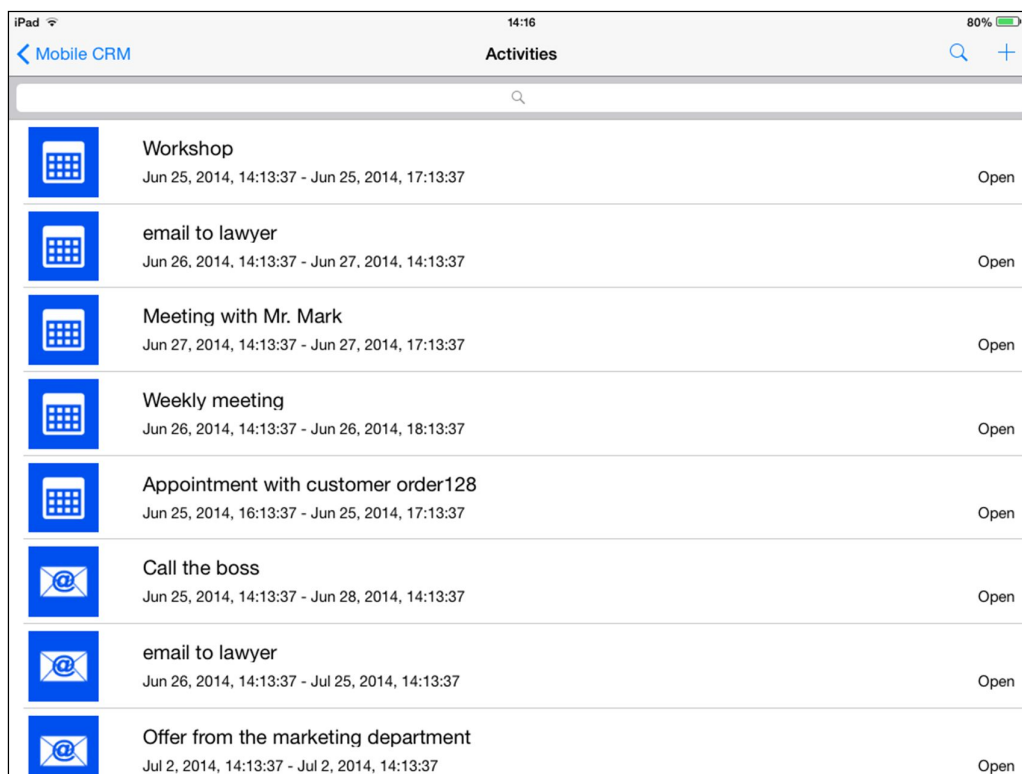 iPad 14:16 80%
Mobile CRM Activities
Workshop
Jun 25, 2014, 14:13:37 - Jun 25, 2014, 17:13:37 Open
email to lawyer
Jun 26, 2014, 14:13:37 - Jun 27, 2014, 14:13:37 Open
Meeting with Mr. Mark
Jun 27, 2014, 14:13:37 - Jun 27, 2014, 17:13:37 Open
Weekly meeting
Jun 26, 2014, 14:13:37 - Jun 26, 2014, 18:13:37 Open
Appointment with customer order128
Jun 25, 2014, 16:13:37 - Jun 25, 2014, 17:13:37 Open
Call the boss
Jun 25, 2014, 14:13:37 - Jun 28, 2014, 14:13:37 Open
email to lawyer
Jun 26, 2014, 14:13:37 - Jul 25, 2014, 14:13:37 Open
Offer from the marketing department
Jul 2, 2014, 14:13:37 - Jul 2, 2014, 14:13:37 Open